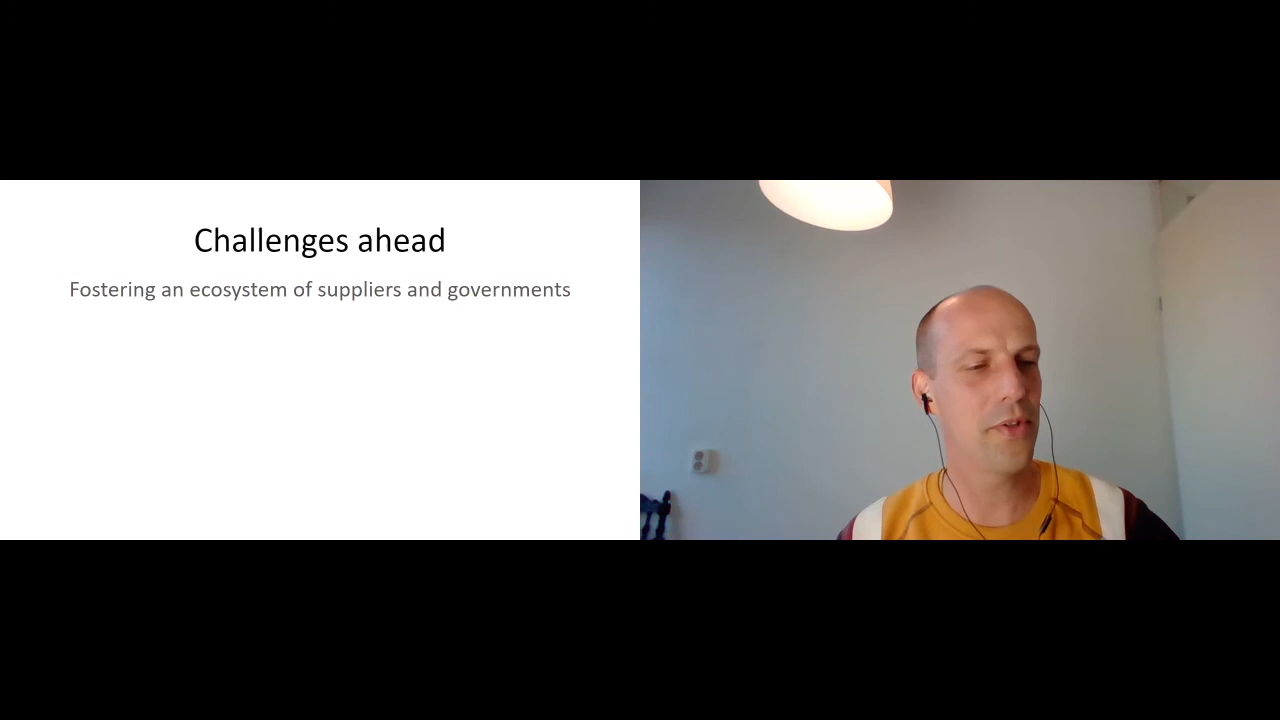 Challenges ahead
Fostering an ecosystem of suppliers and governments